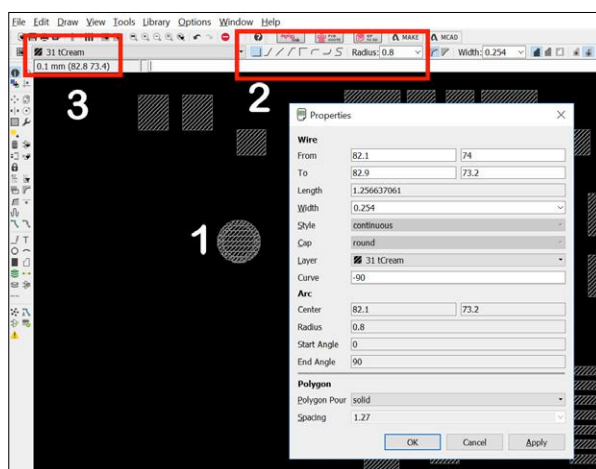 File Edit Draw View Tools Library Options Window Help
MAKE MCAD
31 tCream
Radius: 0.8 Width: 0.254
0.1 mm (82.8 73.4)
3
2
1
Properties
Wire
From 82.1 74
To 82.9 73.2
Length 1.256637061
Width 0.254
Style continuous
Cap round
Layer 31 tCream
Curve -90
Arc
Center 82.1 73.2
Radius 0.8
Start Angle 0
End Angle 90
Polygon
Polygon Pour solid
Spacing 1.27
OK Cancel Apply